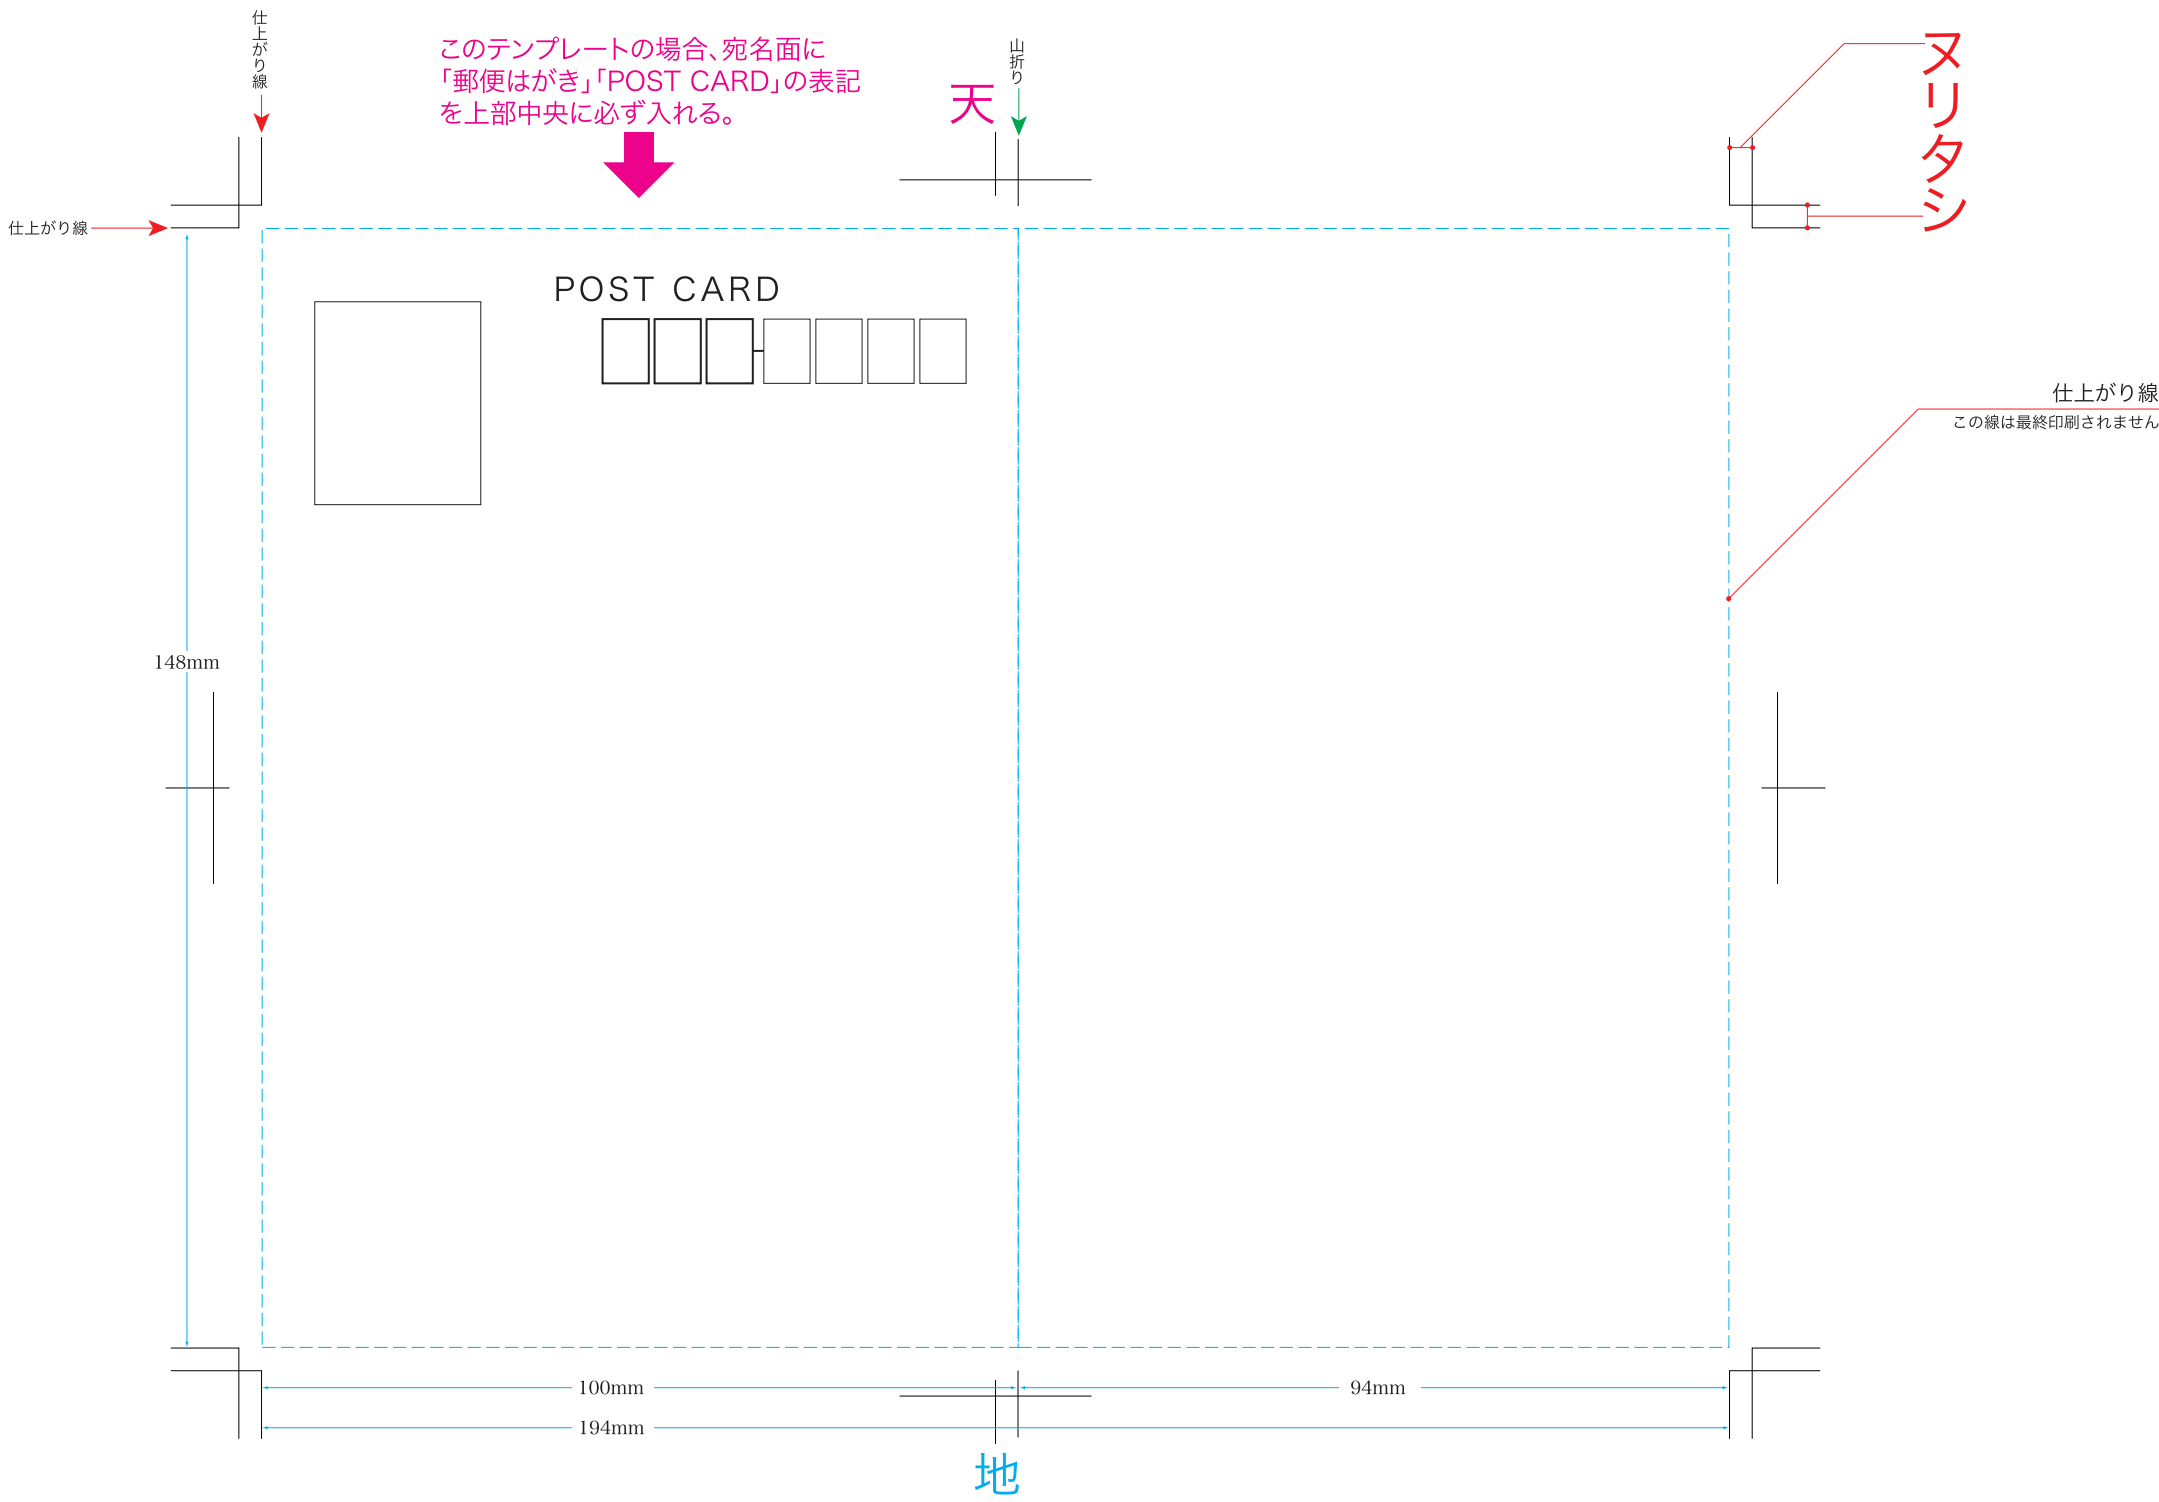 仕上がり線
このテンプレートの場合、宛名面に
「郵便はがき」「POST CARD」の表記
を上部中央に必ず入れる。
天
山折り
ヌリタシ
仕上がり線
POST CARD
仕上がり線
この線は最終印刷されません
148mm
100mm
94mm
194mm
地